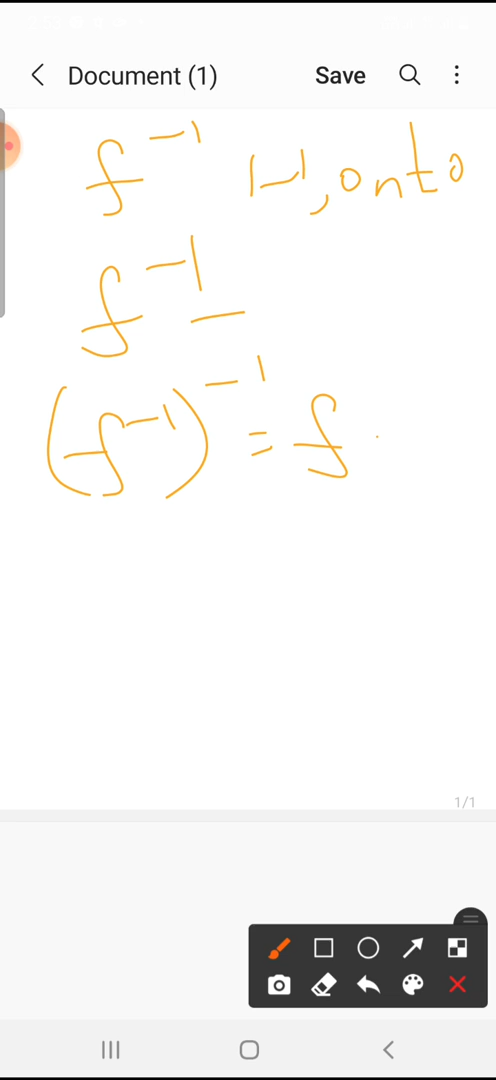 Document (1) Save
f⁻¹ 1-1, onto
f⁻¹ –
(f⁻¹)⁻¹ = f
1/1